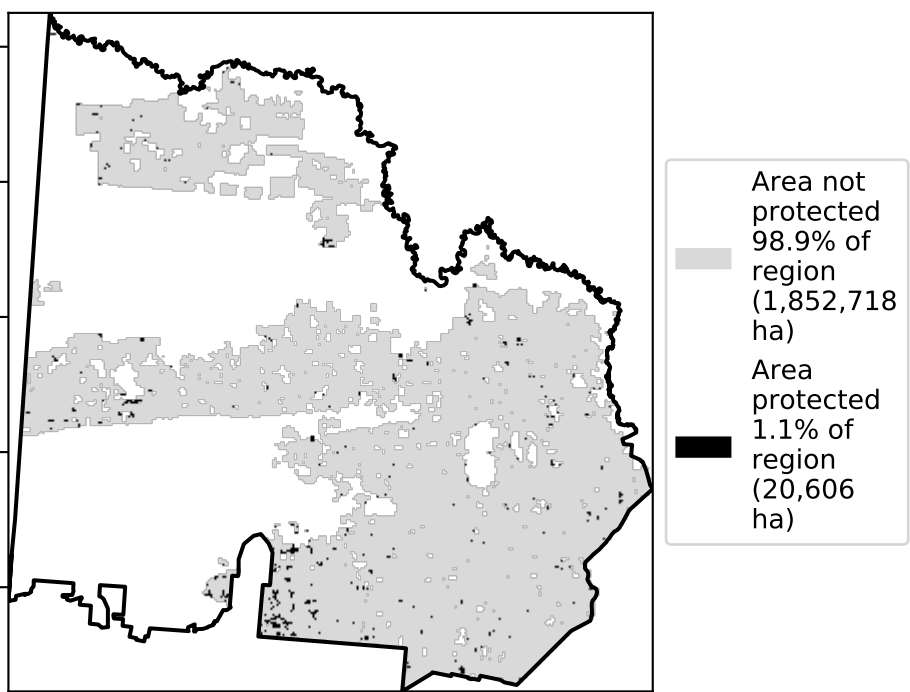 Area not
protected
98.9% of
region
(1,852,718
ha)
Area
protected
1.1% of
region
(20,606
ha)